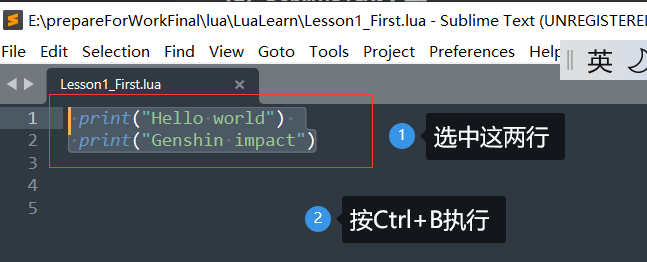 E:\prepareForWorkFinal\lua\LuaLearn\Lesson1_First.lua - Sublime Text (UNREGISTERED
File Edit Selection Find View Goto Tools Project Preferences Help
英
Lesson1_First.lua ×
1 print("Hello world")
2 print("Genshin impact")
3
4
5
1 选中这两行
2 按Ctrl+B执行